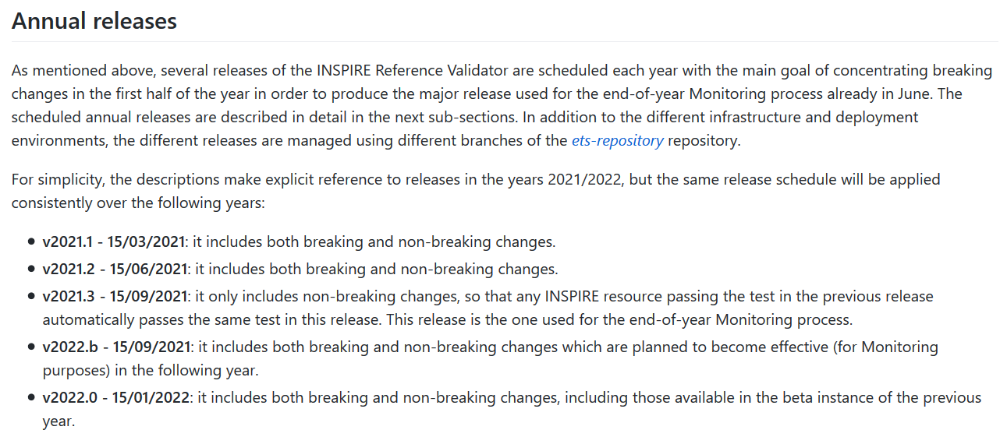 Annual releases
As mentioned above, several releases of the INSPIRE Reference Validator are scheduled each year with the main goal of concentrating breaking
changes in the first half of the year in order to produce the major release used for the end-of-year Monitoring process already in June. The
scheduled annual releases are described in detail in the next sub-sections. In addition to the different infrastructure and deployment
environments, the different releases are managed using different branches of the ets-repository repository.
For simplicity, the descriptions make explicit reference to releases in the years 2021/2022, but the same release schedule will be applied
consistently over the following years:
• v2021.1 - 15/03/2021: it includes both breaking and non-breaking changes.
• v2021.2 - 15/06/2021: it includes both breaking and non-breaking changes.
• v2021.3 - 15/09/2021: it only includes non-breaking changes, so that any INSPIRE resource passing the test in the previous release
automatically passes the same test in this release. This release is the one used for the end-of-year Monitoring process.
• v2022.b - 15/09/2021: it includes both breaking and non-breaking changes which are planned to become effective (for Monitoring
purposes) in the following year.
• v2022.0 - 15/01/2022: it includes both breaking and non-breaking changes, including those available in the beta instance of the previous
year.